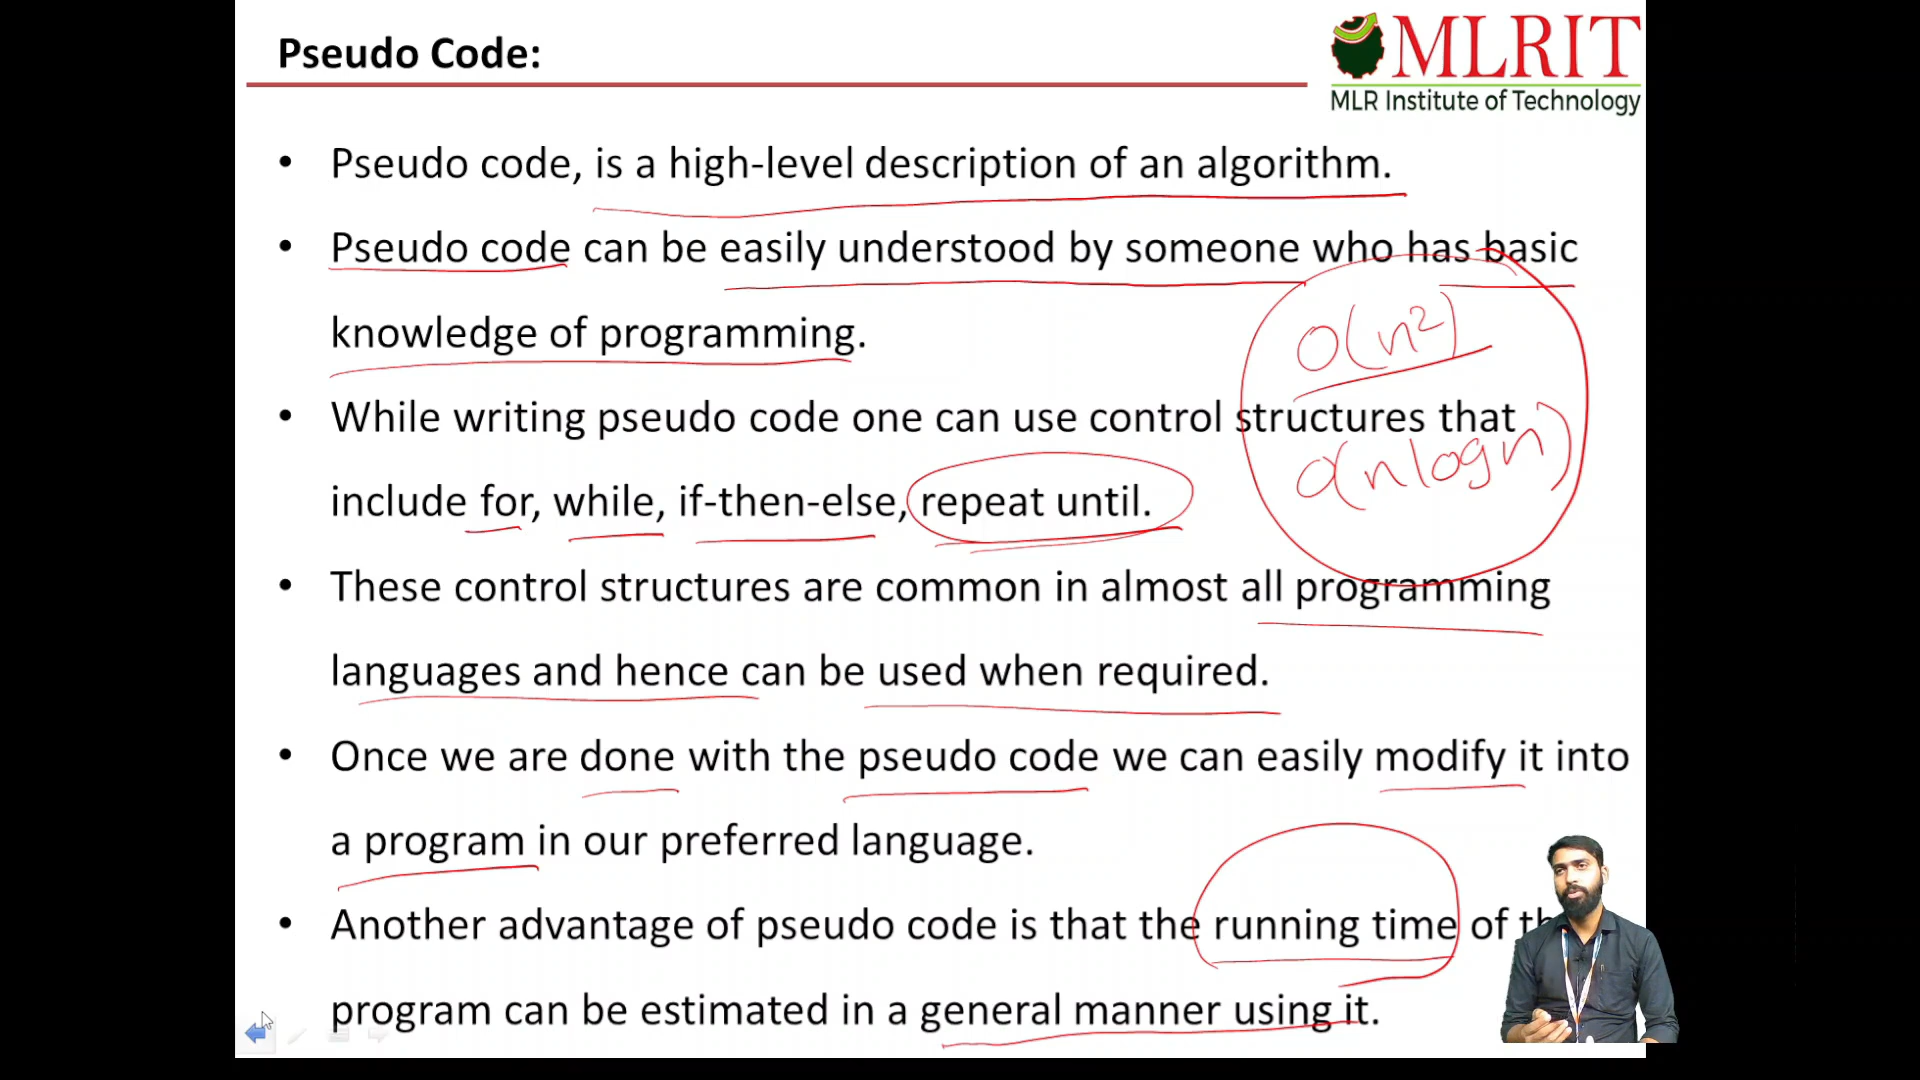 Pseudo Code:
MLRIT
MLR Institute of Technology
• Pseudo code, is a high-level description of an algorithm.
• Pseudo code can be easily understood by someone who has basic
knowledge of programming.
O(n²)
• While writing pseudo code one can use control structures that
O(n log n)
include for, while, if-then-else, repeat until.
• These control structures are common in almost all programming
languages and hence can be used when required.
• Once we are done with the pseudo code we can easily modify it into
a program in our preferred language.
• Another advantage of pseudo code is that the running time of
program can be estimated in a general manner using it.